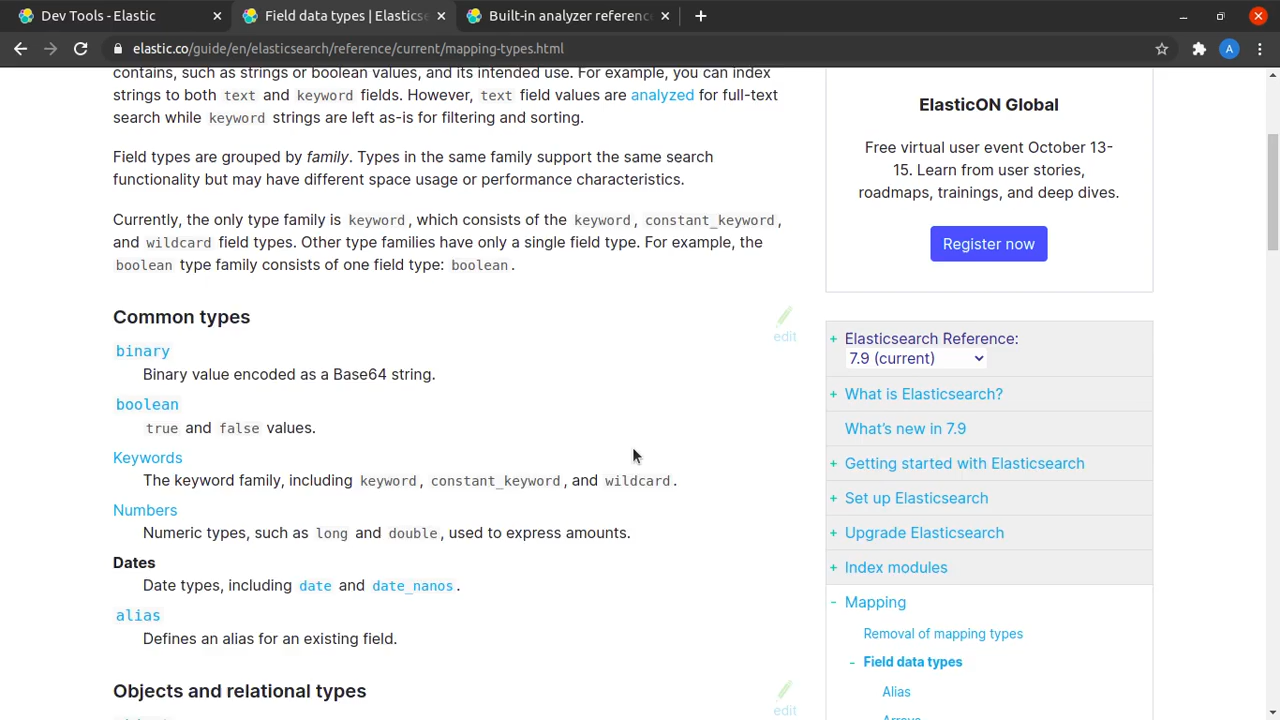 Dev Tools - Elastic
Field data types | Elastics
Built-in analyzer referenc
elastic.co/guide/en/elasticsearch/reference/current/mapping-types.html
A
contains, such as strings or boolean values, and its intended use. For example, you can index
strings to both text and keyword fields. However, text field values are analyzed for full-text
search while keyword strings are left as-is for filtering and sorting.
Field types are grouped by family. Types in the same family support the same search
functionality but may have different space usage or performance characteristics.
Currently, the only type family is keyword, which consists of the keyword, constant_keyword,
and wildcard field types. Other type families have only a single field type. For example, the
boolean type family consists of one field type: boolean.
Common types
edit
binary
Binary value encoded as a Base64 string.
boolean
true and false values.
Keywords
The keyword family, including keyword, constant_keyword, and wildcard.
Numbers
Numeric types, such as long and double, used to express amounts.
Dates
Date types, including date and date_nanos.
alias
Defines an alias for an existing field.
Objects and relational types
edit
ElasticON Global
Free virtual user event October 13-
15. Learn from user stories,
roadmaps, trainings, and deep dives.
Register now
+ Elasticsearch Reference:
7.9 (current)
+ What is Elasticsearch?
What's new in 7.9
+ Getting started with Elasticsearch
+ Set up Elasticsearch
+ Upgrade Elasticsearch
+ Index modules
- Mapping
Removal of mapping types
- Field data types
Alias